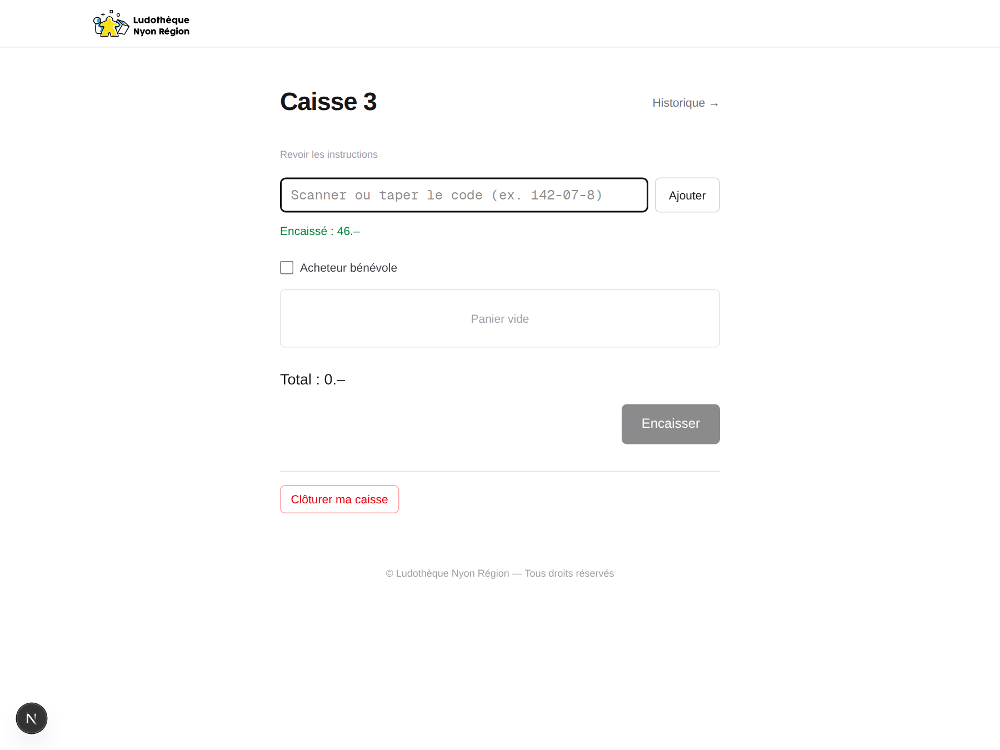 Ludothèque
Nyon Région
Caisse 3
Historique →
Revoir les instructions
Scanner ou taper le code (ex. 142-07-8)
Ajouter
Encaissé : 46.–
Acheteur bénévole
Panier vide
Total : 0.–
Encaisser
Clôturer ma caisse
© Ludothèque Nyon Région — Tous droits réservés
N